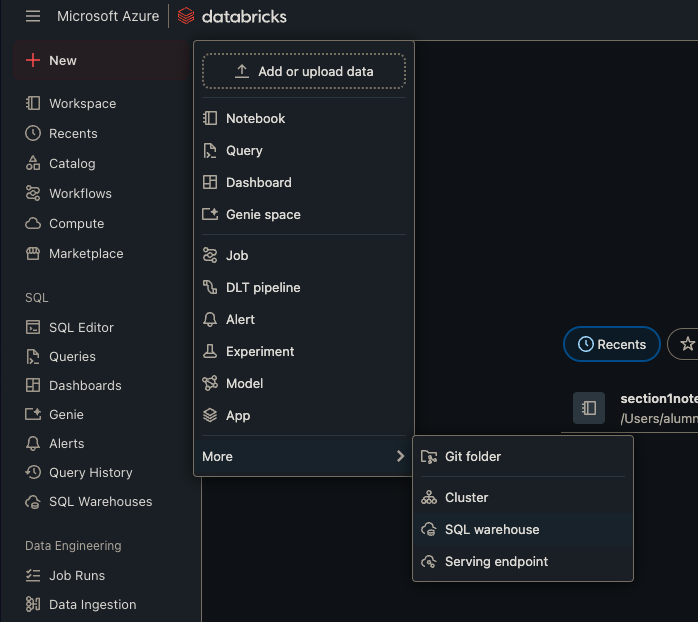 Microsoft Azure databricks
New
Workspace
Recents
Catalog
Workflows
Compute
Marketplace
SQL
SQL Editor
Queries
Dashboards
Genie
Alerts
Query History
SQL Warehouses
Data Engineering
Job Runs
Data Ingestion
Add or upload data
Notebook
Query
Dashboard
Genie space
Job
DLT pipeline
Alert
Experiment
Model
App
More
Git folder
Cluster
SQL warehouse
Serving endpoint
Recents
section1note
/Users/alumn